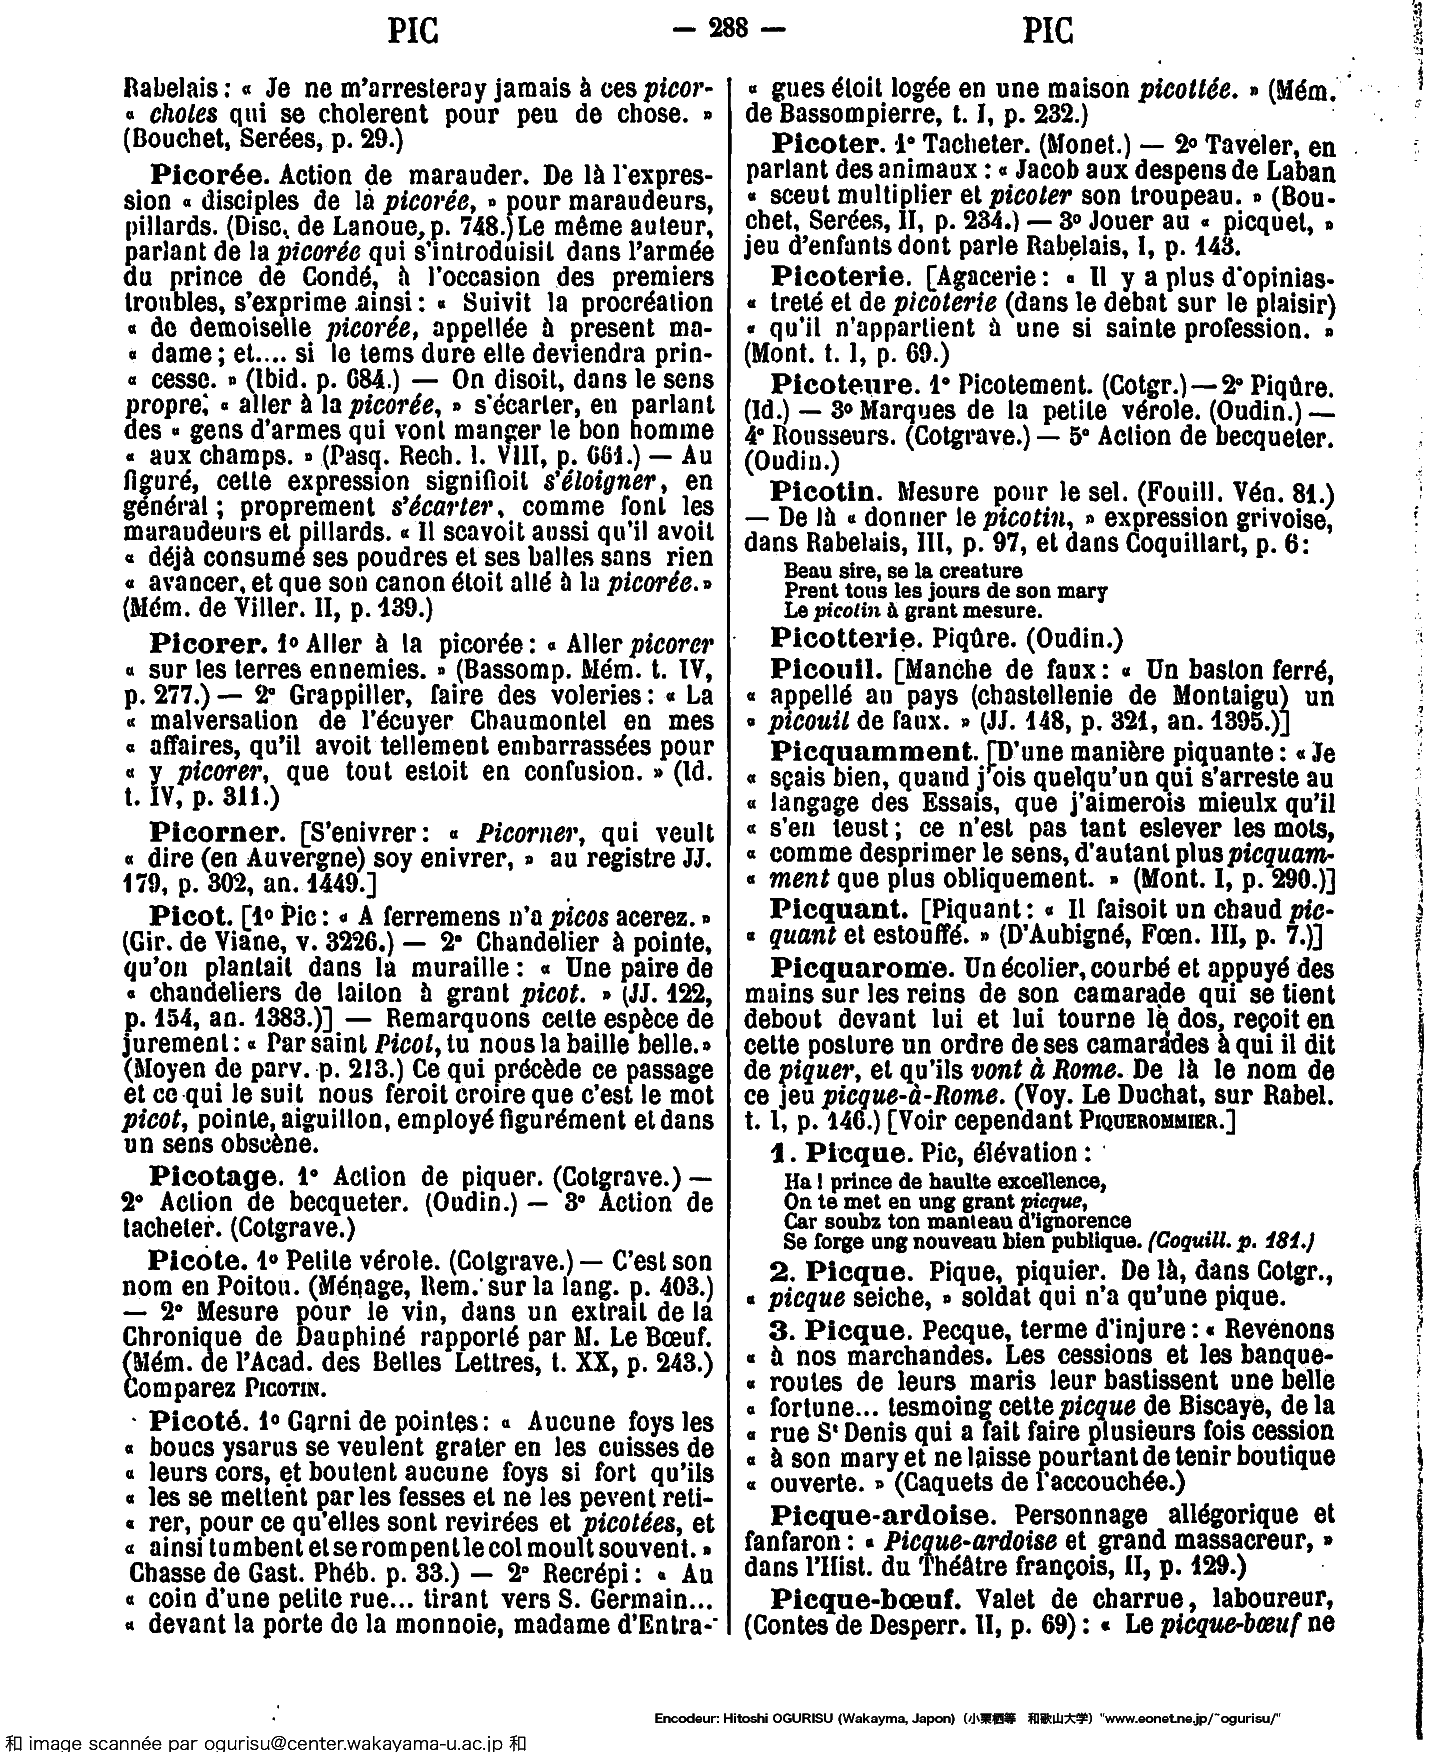 PIC — 288 — PIC
Rabelais : « Je ne m'arresteray jamais à ces picor-
« choles qui se cholerent pour peu de chose. »
(Bouchet, Serées, p. 29.)
Picorée. Action de marauder. De là l'expres-
sion « disciples de la picorée, » pour maraudeurs,
pillards. (Disc. de Lanoue, p. 748.) Le même auteur,
parlant de la picorée qui s'introduisit dans l'armée
du prince de Condé, à l'occasion des premiers
troubles, s'exprime ainsi : « Suivit la procréation
« de demoiselle picorée, appellée à present ma-
« dame ; et.... si le tems dure elle deviendra prin-
« cesse. » (Ibid. p. 684.) — On disoit, dans le sens
propre, « aller à la picorée, » s'écarter, en parlant
des « gens d'armes qui vont manger le bon homme
« aux champs. » (Pasq. Rech. l. VIII, p. 661.) — Au
figuré, cette expression signifioit s'éloigner, en
général ; proprement s'écarter, comme font les
maraudeurs et pillards. « Il scavoit aussi qu'il avoit
« déjà consumé ses poudres et ses balles sans rien
« avancer, et que son canon étoit allé à la picorée. »
(Mém. de Viller. II, p. 139.)
Picorer. 1º Aller à la picorée : « Aller picorer
« sur les terres ennemies. » (Bassomp. Mém. t. IV,
p. 277.) — 2º Grappiller, faire des voleries : « La
« malversation de l'écuyer Chaumontel en mes
« affaires, qu'il avoit tellement embarrassées pour
« y picorer, que tout estoit en confusion. » (Id.
t. IV, p. 311.)
Picorner. [S'enivrer : « Picorner, qui veult
« dire (en Auvergne) soy enivrer, » au registre JJ.
179, p. 302, an. 1449.]
Picot. [1º Pic : « A ferremens n'a picos acerez. »
(Gir. de Viane, v. 3226.) — 2º Chandelier à pointe,
qu'on plantait dans la muraille : « Une paire de
« chandeliers de laiton à grant picot. » (JJ. 122,
p. 154, an. 1383.)] — Remarquons cette espèce de
jurement : « Par saint Picot, tu nous la baille belle. »
(Moyen de parv. p. 213.) Ce qui précède ce passage
et ce qui le suit nous feroit croire que c'est le mot
picot, pointe, aiguillon, employé figurément et dans
un sens obscène.
Picotage. 1º Action de piquer. (Cotgrave.) —
2º Action de becqueter. (Oudin.) — 3º Action de
tacheter. (Cotgrave.)
Picote. 1º Petite vérole. (Cotgrave.) — C'est son
nom en Poitou. (Ménage, Rem. sur la lang. p. 403.)
— 2º Mesure pour le vin, dans un extrait de la
Chronique de Dauphiné rapporté par M. Le Bœuf.
(Mém. de l'Acad. des Belles Lettres, t. XX, p. 243.)
Comparez PICOTIN.
Picoté. 1º Garni de pointes : « Aucune foys les
« boucs ysarus se veulent grater en les cuisses de
« leurs cors, et boutent aucune foys si fort qu'ils
« les se mettent par les fesses et ne les pevent reti-
« rer, pour ce qu'elles sont revirées et picotées, et
« ainsi tumbent et se rompent le col moult souvent. »
Chasse de Gast. Phéb. p. 33.) — 2º Recrépi : « Au
« coin d'une petite rue... tirant vers S. Germain...
« devant la porte de la monnoie, madame d'Entra-
« gues étoit logée en une maison picottée. » (Mém.
de Bassompierre, t. I, p. 232.)
Picoter. 1º Tacheter. (Monet.) — 2º Taveler, en
parlant des animaux : « Jacob aux despens de Laban
« sceut multiplier et picoter son troupeau. » (Bou-
chet, Serées, II, p. 234.) — 3º Jouer au « picquet, »
jeu d'enfants dont parle Rabelais, I, p. 143.
Picoterie. [Agacerie : « Il y a plus d'opinias-
« treté et de picoterie (dans le debat sur le plaisir)
« qu'il n'appartient à une si sainte profession. »
(Mont. t. I, p. 69.)
Picoteure. 1º Picotement. (Cotgr.) — 2º Piqûre.
(Id.) — 3º Marques de la petite vérole. (Oudin.) —
4º Rousseurs. (Cotgrave.) — 5º Action de becqueter.
(Oudin.)
Picotin. Mesure pour le sel. (Fouill. Vén. 81.)
— De là « donner le picotin, » expression grivoise,
dans Rabelais, III, p. 97, et dans Coquillart, p. 6 :
Beau sire, se la creature
Prent tous les jours de son mary
Le picotin à grant mesure.
Picotterie. Piqûre. (Oudin.)
Picouil. [Manche de faux : « Un baston ferré,
« appellé au pays (chastellenie de Montaigu) un
« picouil de faux. » (JJ. 148, p. 321, an. 1395.)]
Picquamment. [D'une manière piquante : « Je
« sçais bien, quand j'ois quelqu'un qui s'arreste au
« langage des Essais, que j'aimerois mieulx qu'il
« s'en teust ; ce n'est pas tant eslever les mots,
« comme desprimer le sens, d'autant plus picquam-
« ment que plus obliquement. » (Mont. I, p. 290.)]
Picquant. [Piquant : « Il faisoit un chaud pic-
« quant et estouffé. » (D'Aubigné, Fœn. III, p. 7.)]
Picquarome. Un écolier, courbé et appuyé des
mains sur les reins de son camarade qui se tient
debout devant lui et lui tourne le dos, reçoit en
cette posture un ordre de ses camarades à qui il dit
de piquer, et qu'ils vont à Rome. De là le nom de
ce jeu picque-à-Rome. (Voy. Le Duchat, sur Rabel.
t. I, p. 146.) [Voir cependant PIQUEROMMIER.]
1. Picque. Pic, élévation :
Ha ! prince de haulte excellence,
On te met en ung grant picque,
Car soubz ton manteau d'ignorence
Se forge ung nouveau bien publique. (Coquill. p. 181.)
2. Picque. Pique, piquier. De là, dans Cotgr.,
« picque seiche, » soldat qui n'a qu'une pique.
3. Picque. Pecque, terme d'injure : « Revenons
« à nos marchandes. Les cessions et les banque-
« routes de leurs maris leur bastissent une belle
« fortune... tesmoing cette picque de Biscaye, de la
« rue St Denis qui a fait faire plusieurs fois cession
« à son mary et ne laisse pourtant de tenir boutique
« ouverte. » (Caquets de l'accouchée.)
Picque-ardoise. Personnage allégorique et
fanfaron : « Picque-ardoise et grand massacreur, »
dans l'Hist. du Théâtre françois, II, p. 129.)
Picque-bœuf. Valet de charrue, laboureur,
(Contes de Desperr. II, p. 69) : « Le picque-bœuf ne
Encodeur: Hitoshi OGURISU (Wakayma, Japon) (小栗栖等 和歌山大学) "www.eonet.ne.jp/~ogurisu/"
和 image scannée par ogurisu@center.wakayama-u.ac.jp 和